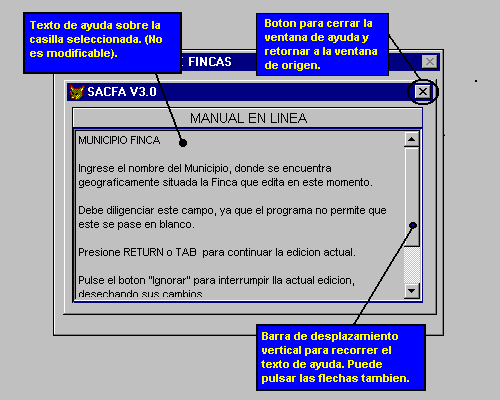 Texto de ayuda sobre la
casilla seleccionada. (No
es modificable).
Boton para cerrar la
ventana de ayuda y
retornar a la ventana
de origen.
FINCAS
SACFA V3.0
MANUAL EN LINEA
MUNICIPIO FINCA
Ingrese el nombre del Municipio, donde se encuentra
geograficamente situada la Finca que edita en este momento.
Debe diligenciar este campo, ya que el programa no permite que
este se pase en blanco.
Presione RETURN o TAB para continuar la edicion actual.
Pulse el boton "Ignorar" para interrumpir lla actual edicion,
desechando sus cambios
Barra de desplazamiento
vertical para recorrer el
texto de ayuda. Puede
pulsar las flechas tambien.